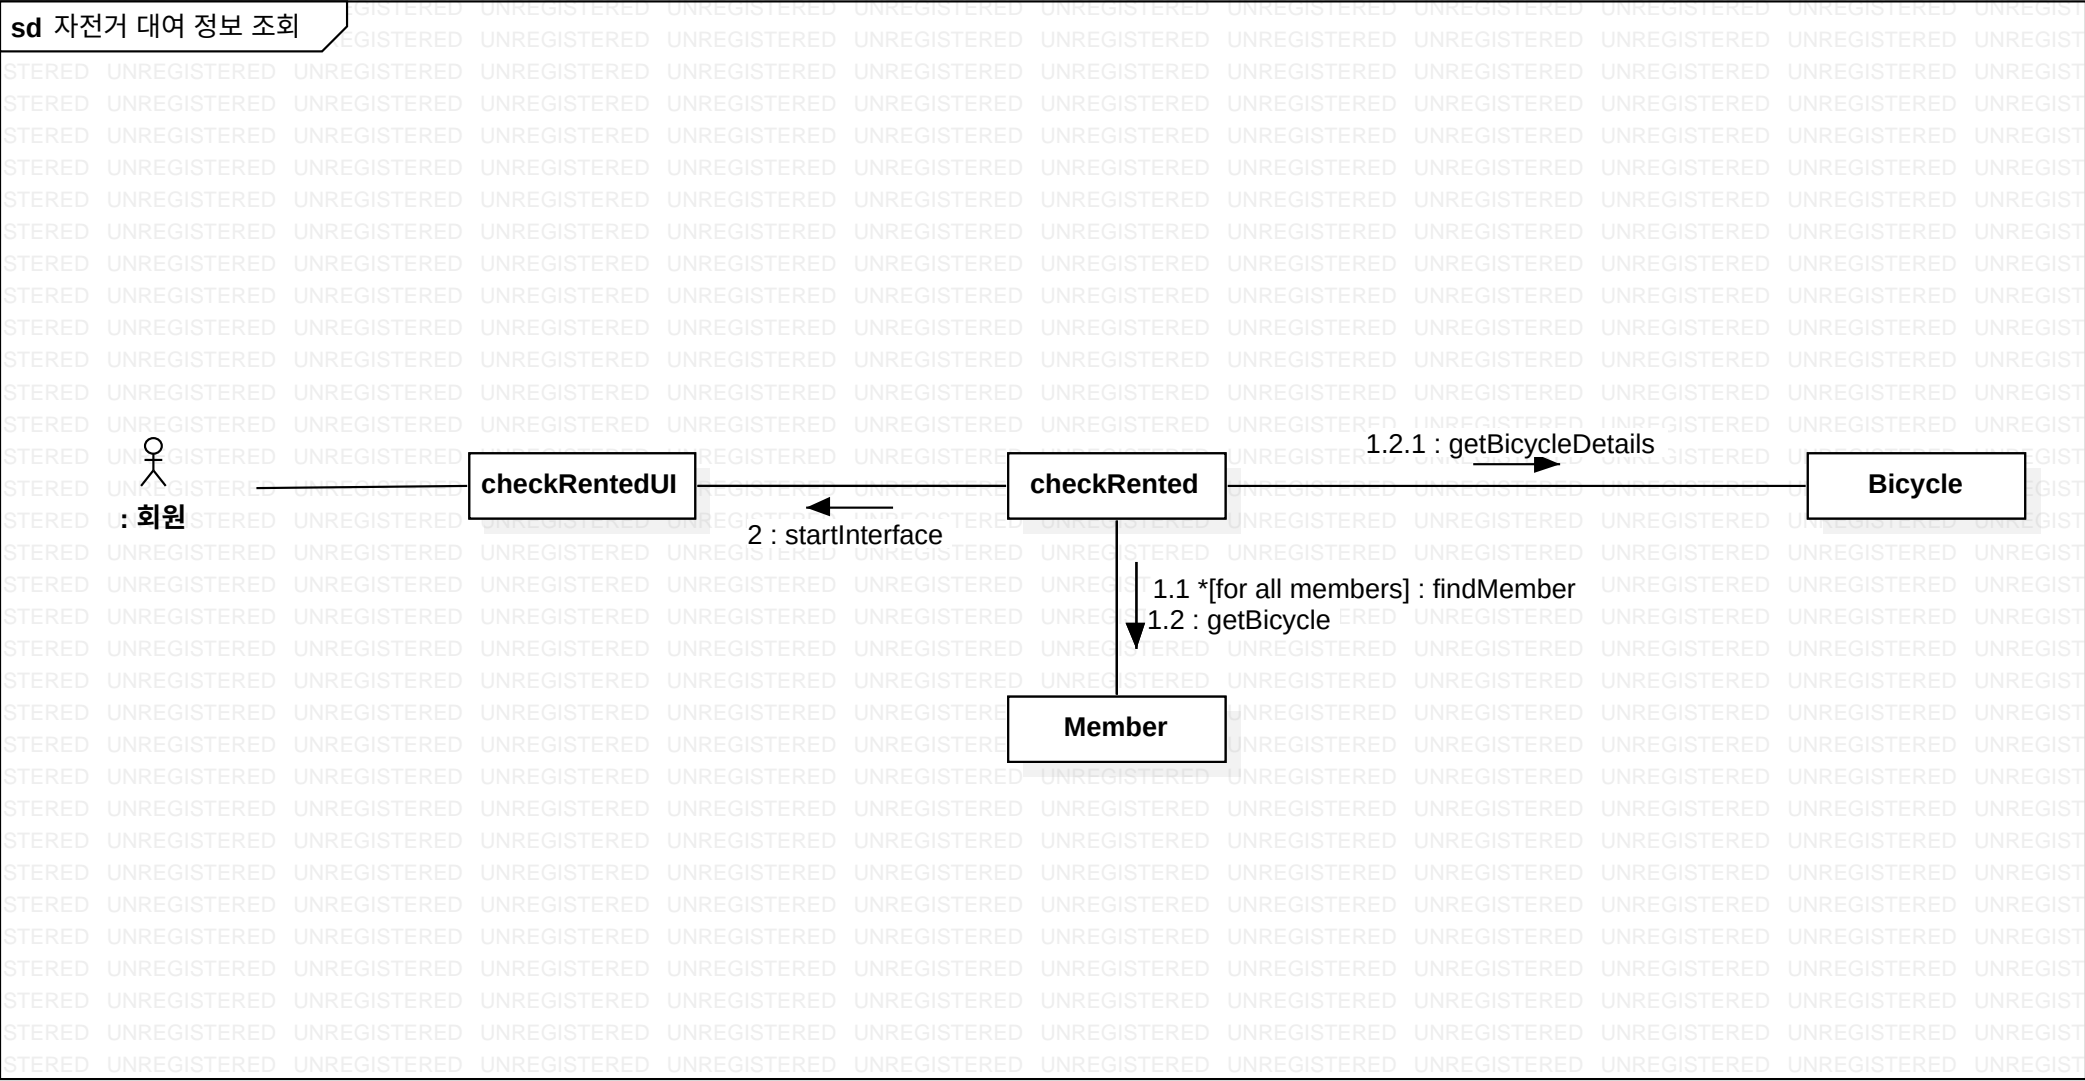 sd 자전거 대여 정보 조회
1.2.1 : getBicycleDetails
: 회원
checkRentedUI
checkRented
Bicycle
2 : startInterface
1.1 *[for all members] : findMember
1.2 : getBicycle
Member
UNREGISTERED